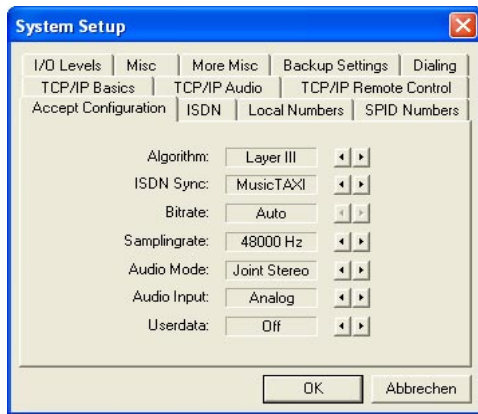 System Setup
I/O Levels Misc More Misc Backup Settings Dialing
TCP/IP Basics TCP/IP Audio TCP/IP Remote Control
Accept Configuration ISDN Local Numbers SPID Numbers
Algorithm: Layer III
ISDN Sync: MusicTAXI
Bitrate: Auto
Samplingrate: 48000 Hz
Audio Mode: Joint Stereo
Audio Input: Analog
Userdata: Off
OK Abbrechen